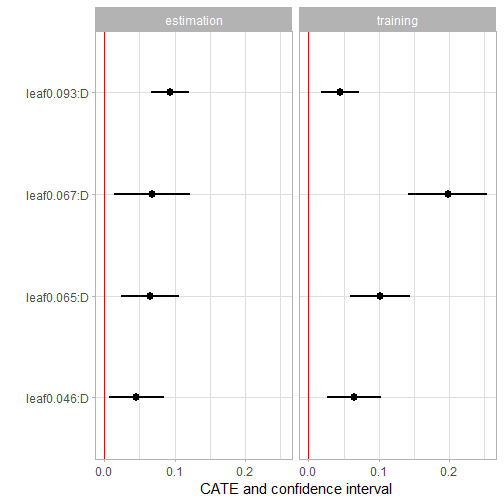 estimation training
leaf0.093:D
leaf0.067:D
leaf0.065:D
leaf0.046:D
0.0 0.1 0.2 0.0 0.1 0.2
CATE and confidence interval